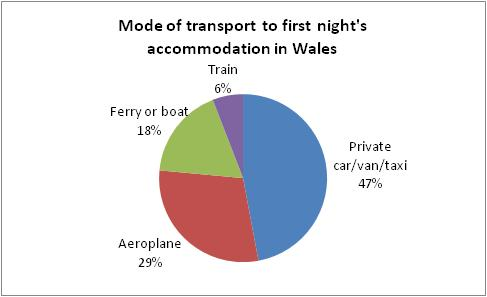 Mode of transport to first night's
accommodation in Wales
Train
6%
Ferry or boat
18%
Private
car/van/taxi
47%
Aeroplane
29%